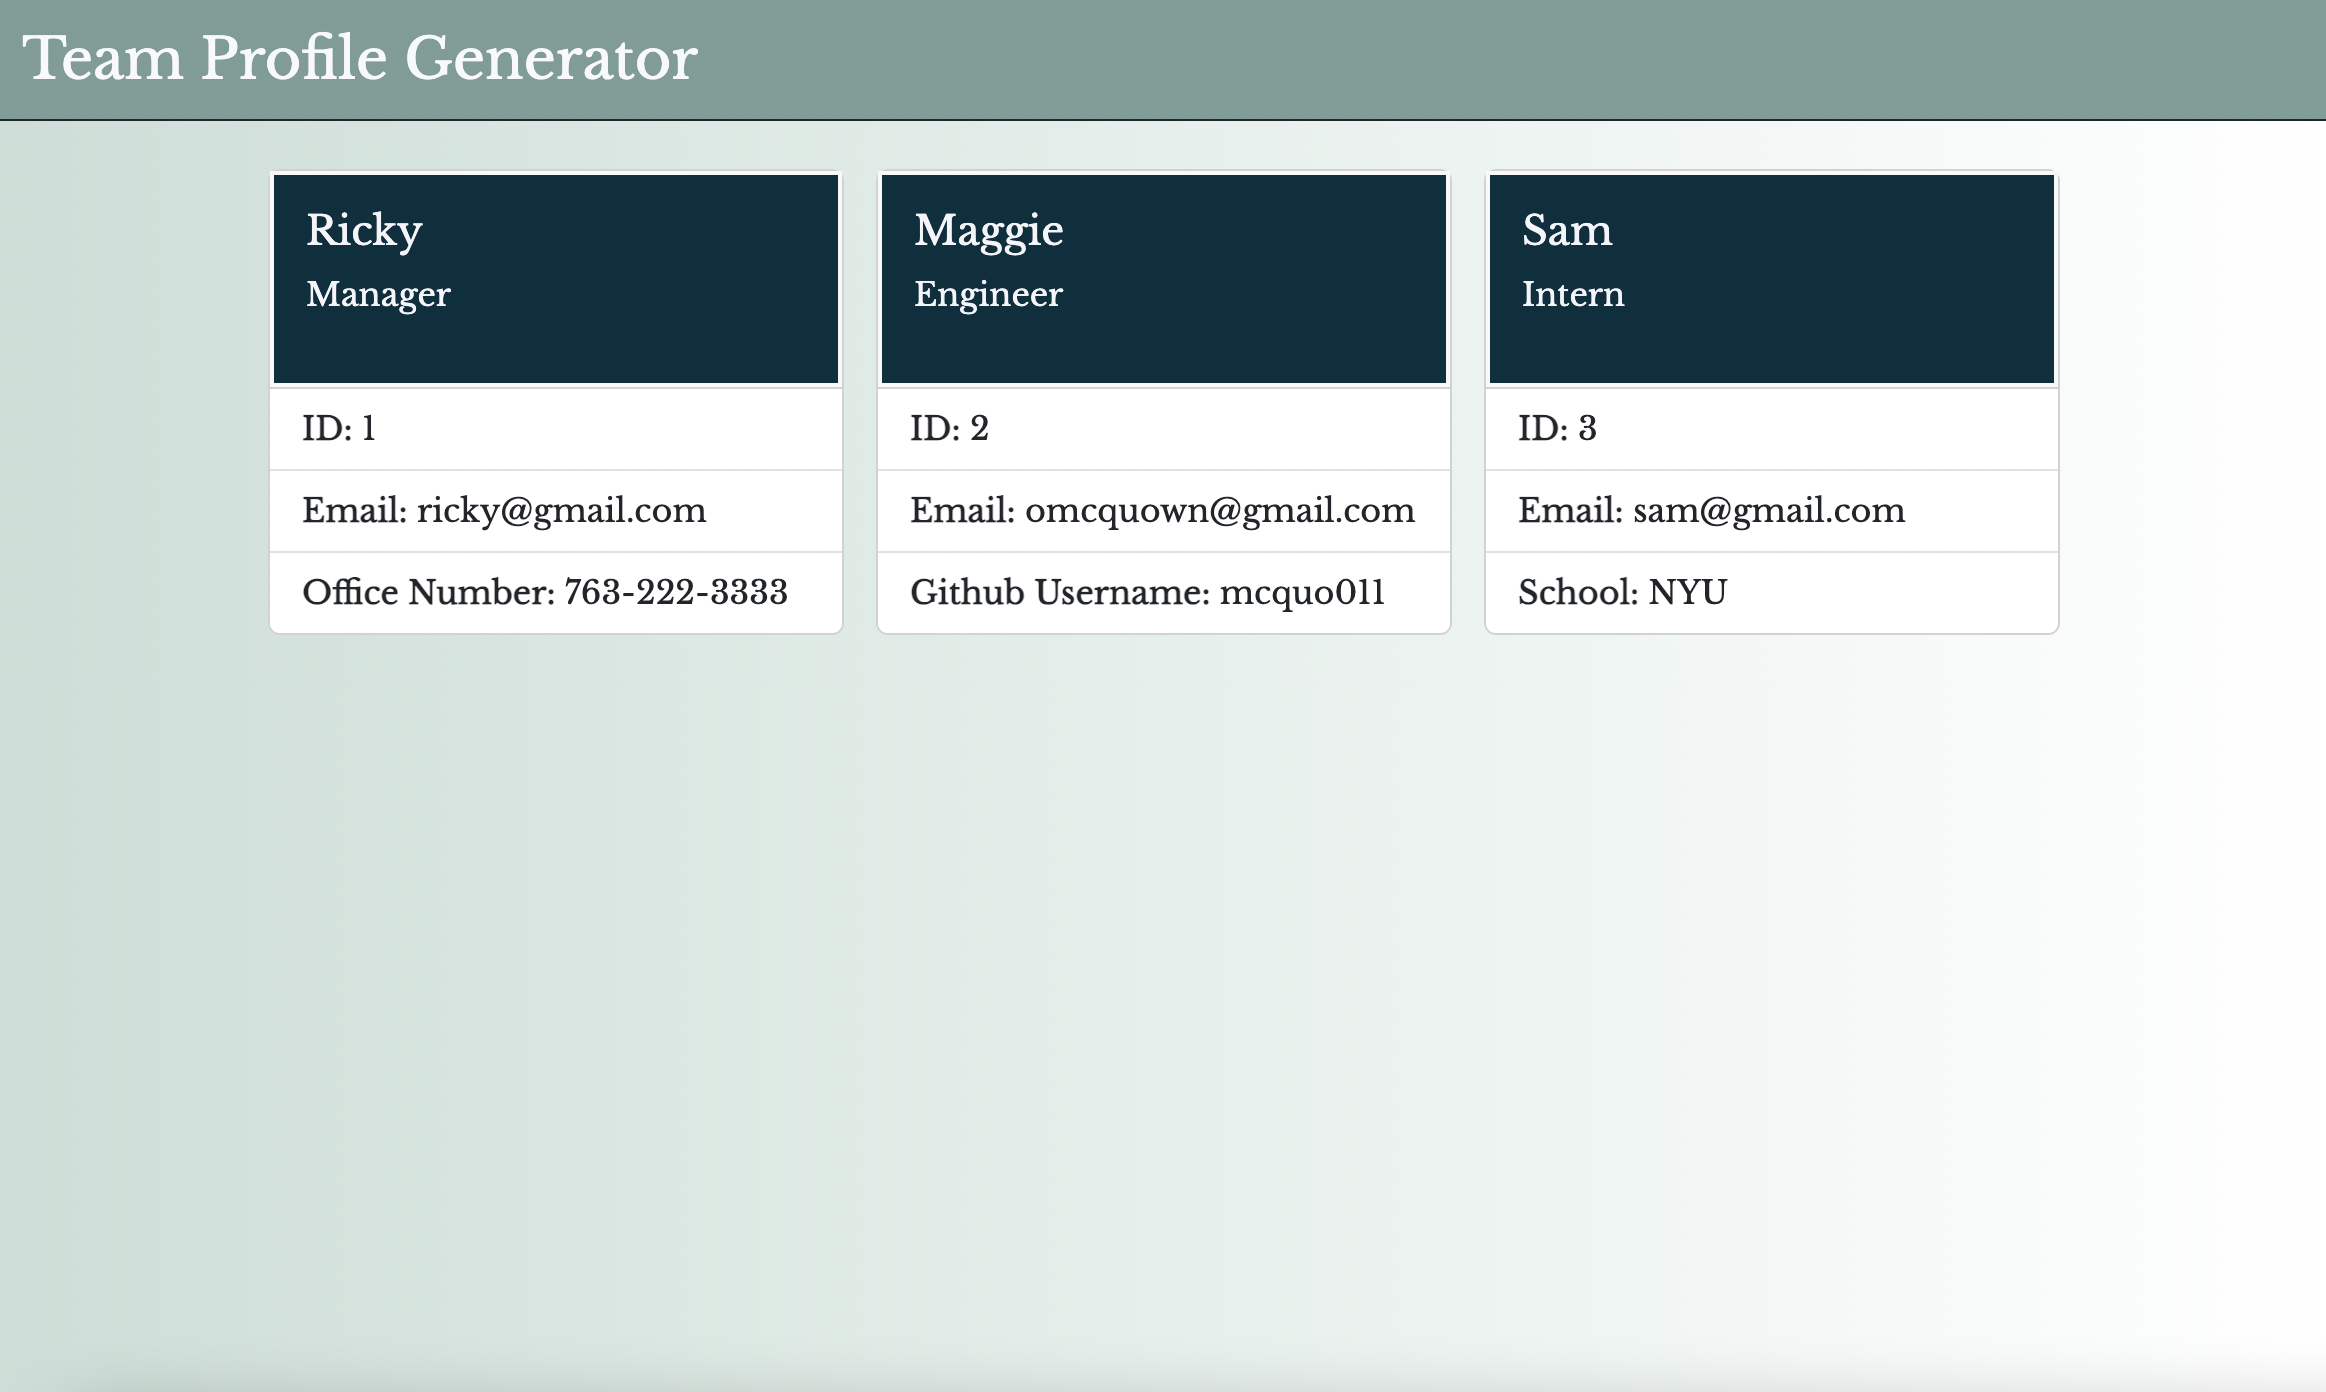 Team Profile Generator
Ricky
Manager
ID: 1
Email: ricky@gmail.com
Office Number: 763-222-3333
Maggie
Engineer
ID: 2
Email: omcquown@gmail.com
Github Username: mcquo011
Sam
Intern
ID: 3
Email: sam@gmail.com
School: NYU